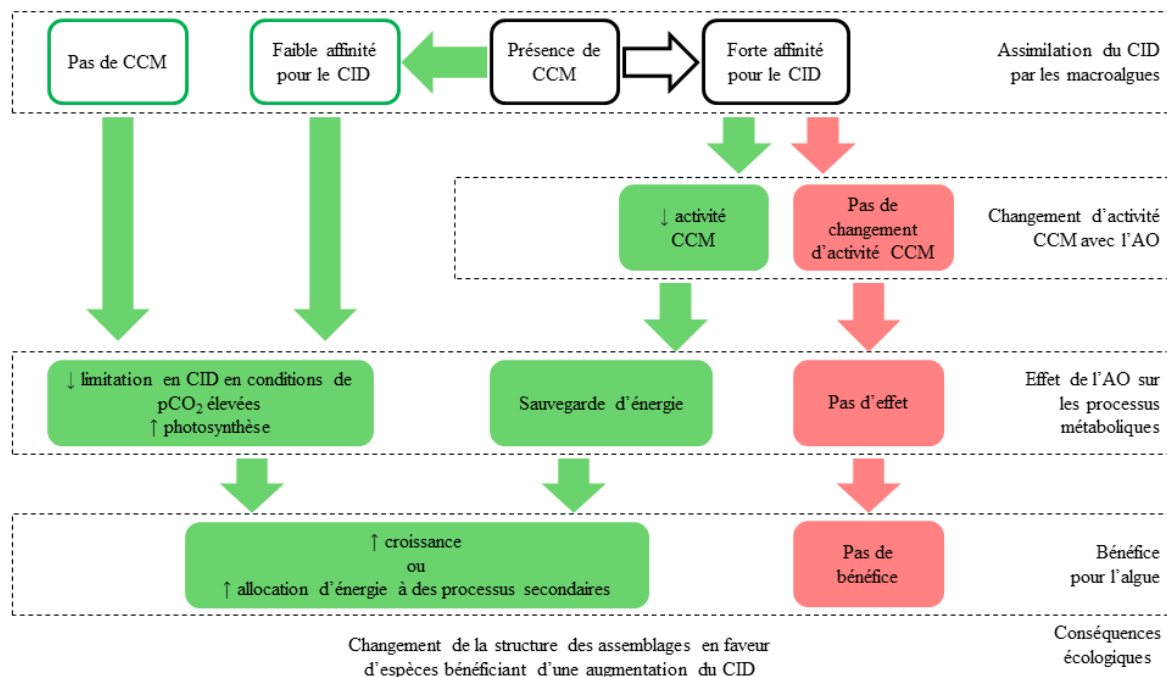 Pas de CCM
Faible affinité
pour le CID
Présence de
CCM
Forte affinité
pour le CID
Assimilation du CID
par les macroalgues
↓ activité
CCM
Pas de
changement
d'activité CCM
Changement d'activité
CCM avec l'AO
↓ limitation en CID en conditions de
pCO₂ élevées
↑ photosynthèse
Sauvegarde d'énergie
Pas d'effet
Effet de l'AO sur
les processus
métaboliques
↑ croissance
ou
↑ allocation d'énergie à des processus secondaires
Pas de
bénéfice
Bénéfice
pour l'algue
Changement de la structure des assemblages en faveur
d'espèces bénéficiant d'une augmentation du CID
Conséquences
écologiques